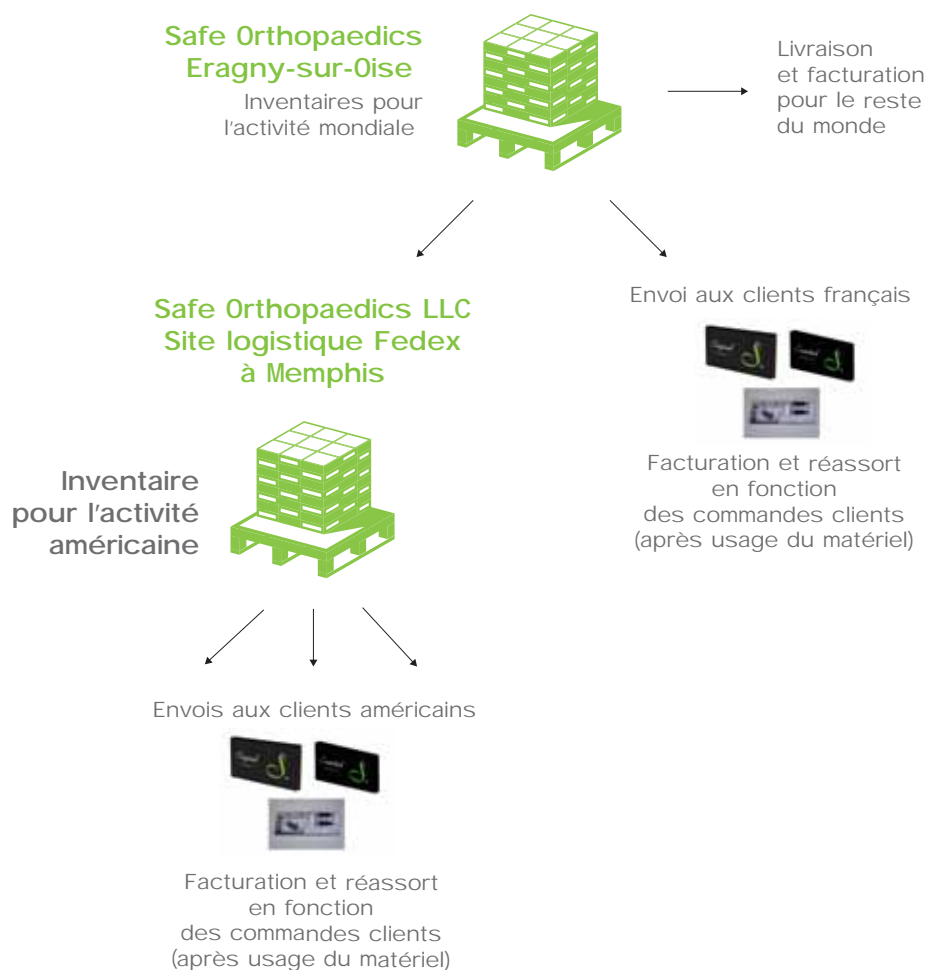 Safe Orthopaedics
Eragny-sur-Oise
Inventaires pour
l'activité mondiale
Livraison
et facturation
pour le reste
du monde
Safe Orthopaedics LLC
Site logistique Fedex
à Memphis
Envoi aux clients français
Facturation et réassort
en fonction
des commandes clients
(après usage du matériel)
Inventaire
pour l'activité
américaine
Envois aux clients américains
Facturation et réassort
en fonction
des commandes clients
(après usage du matériel)